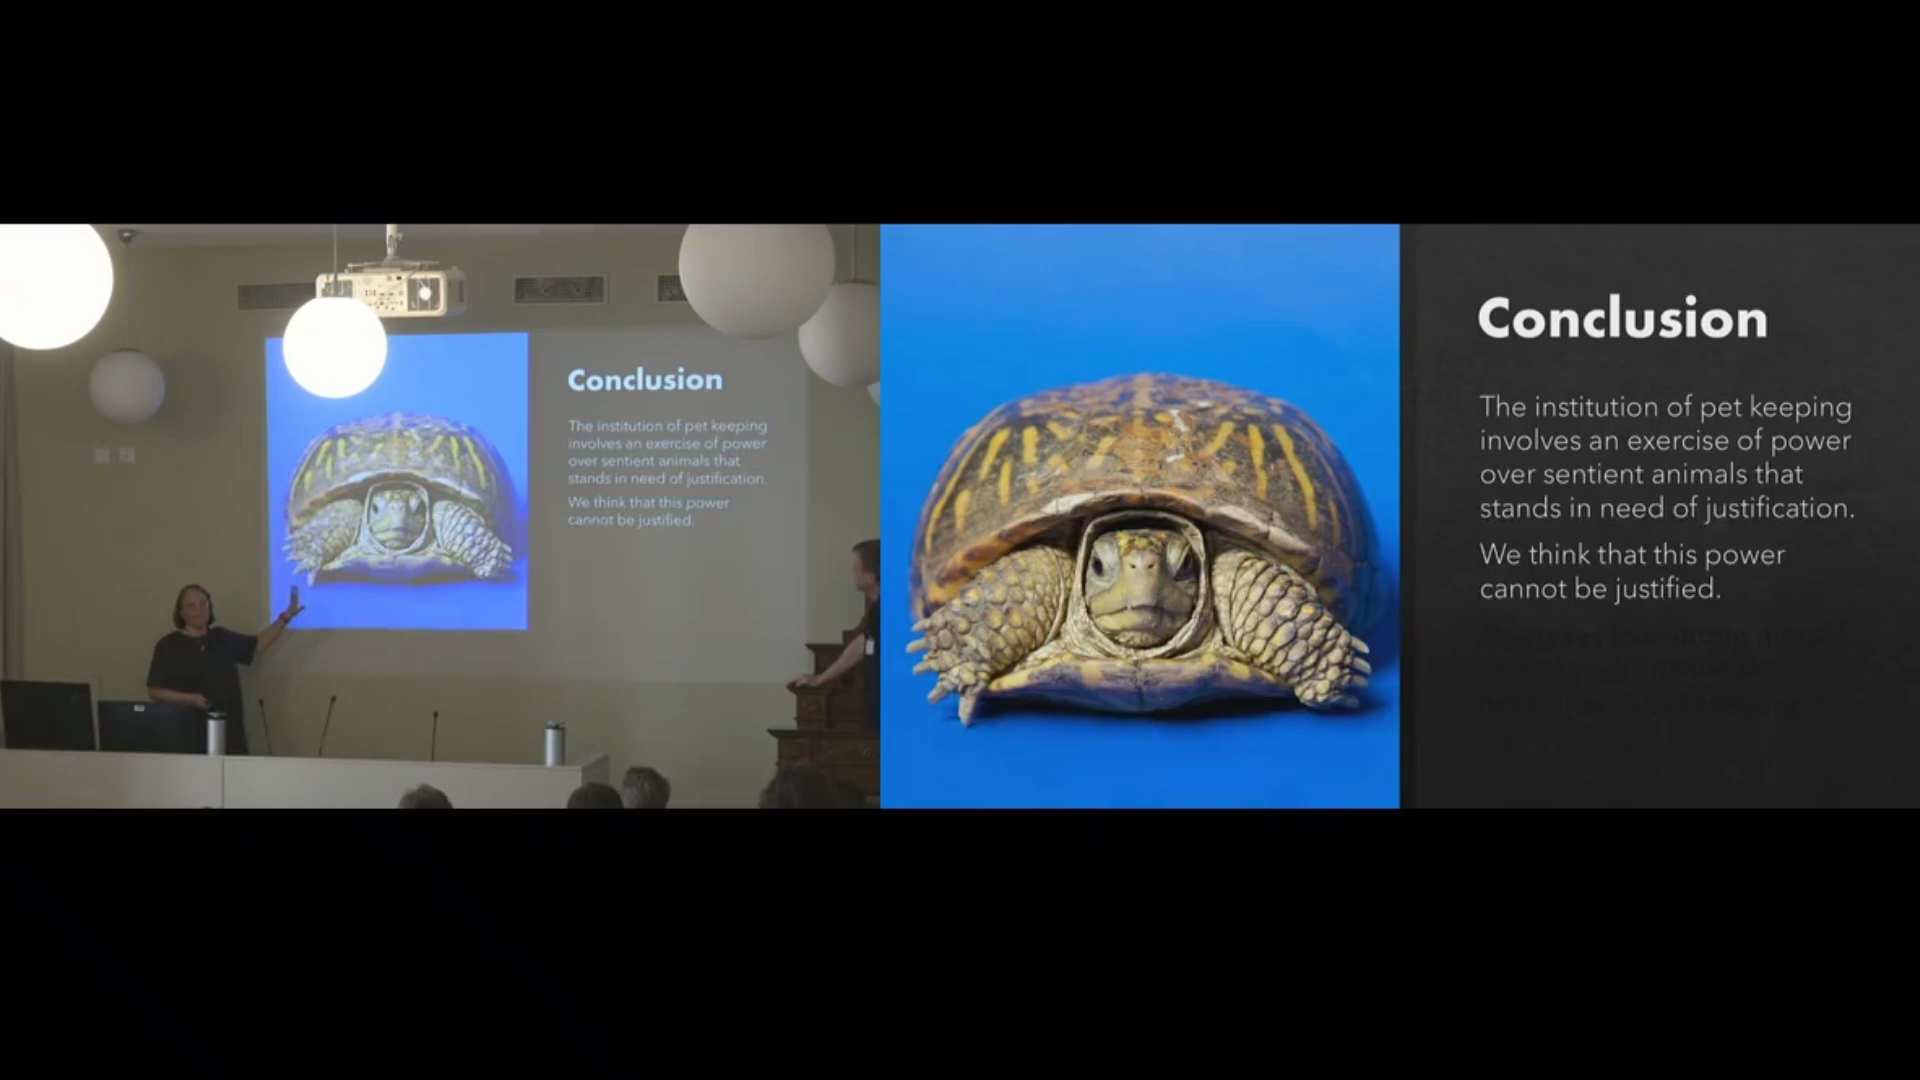 Conclusion
The institution of pet keeping
involves an exercise of power
over sentient animals that
stands in need of justification.
We think that this power
cannot be justified.
Conclusion
The institution of pet keeping
involves an exercise of power
over sentient animals that
stands in need of justification.
We think that this power
cannot be justified.